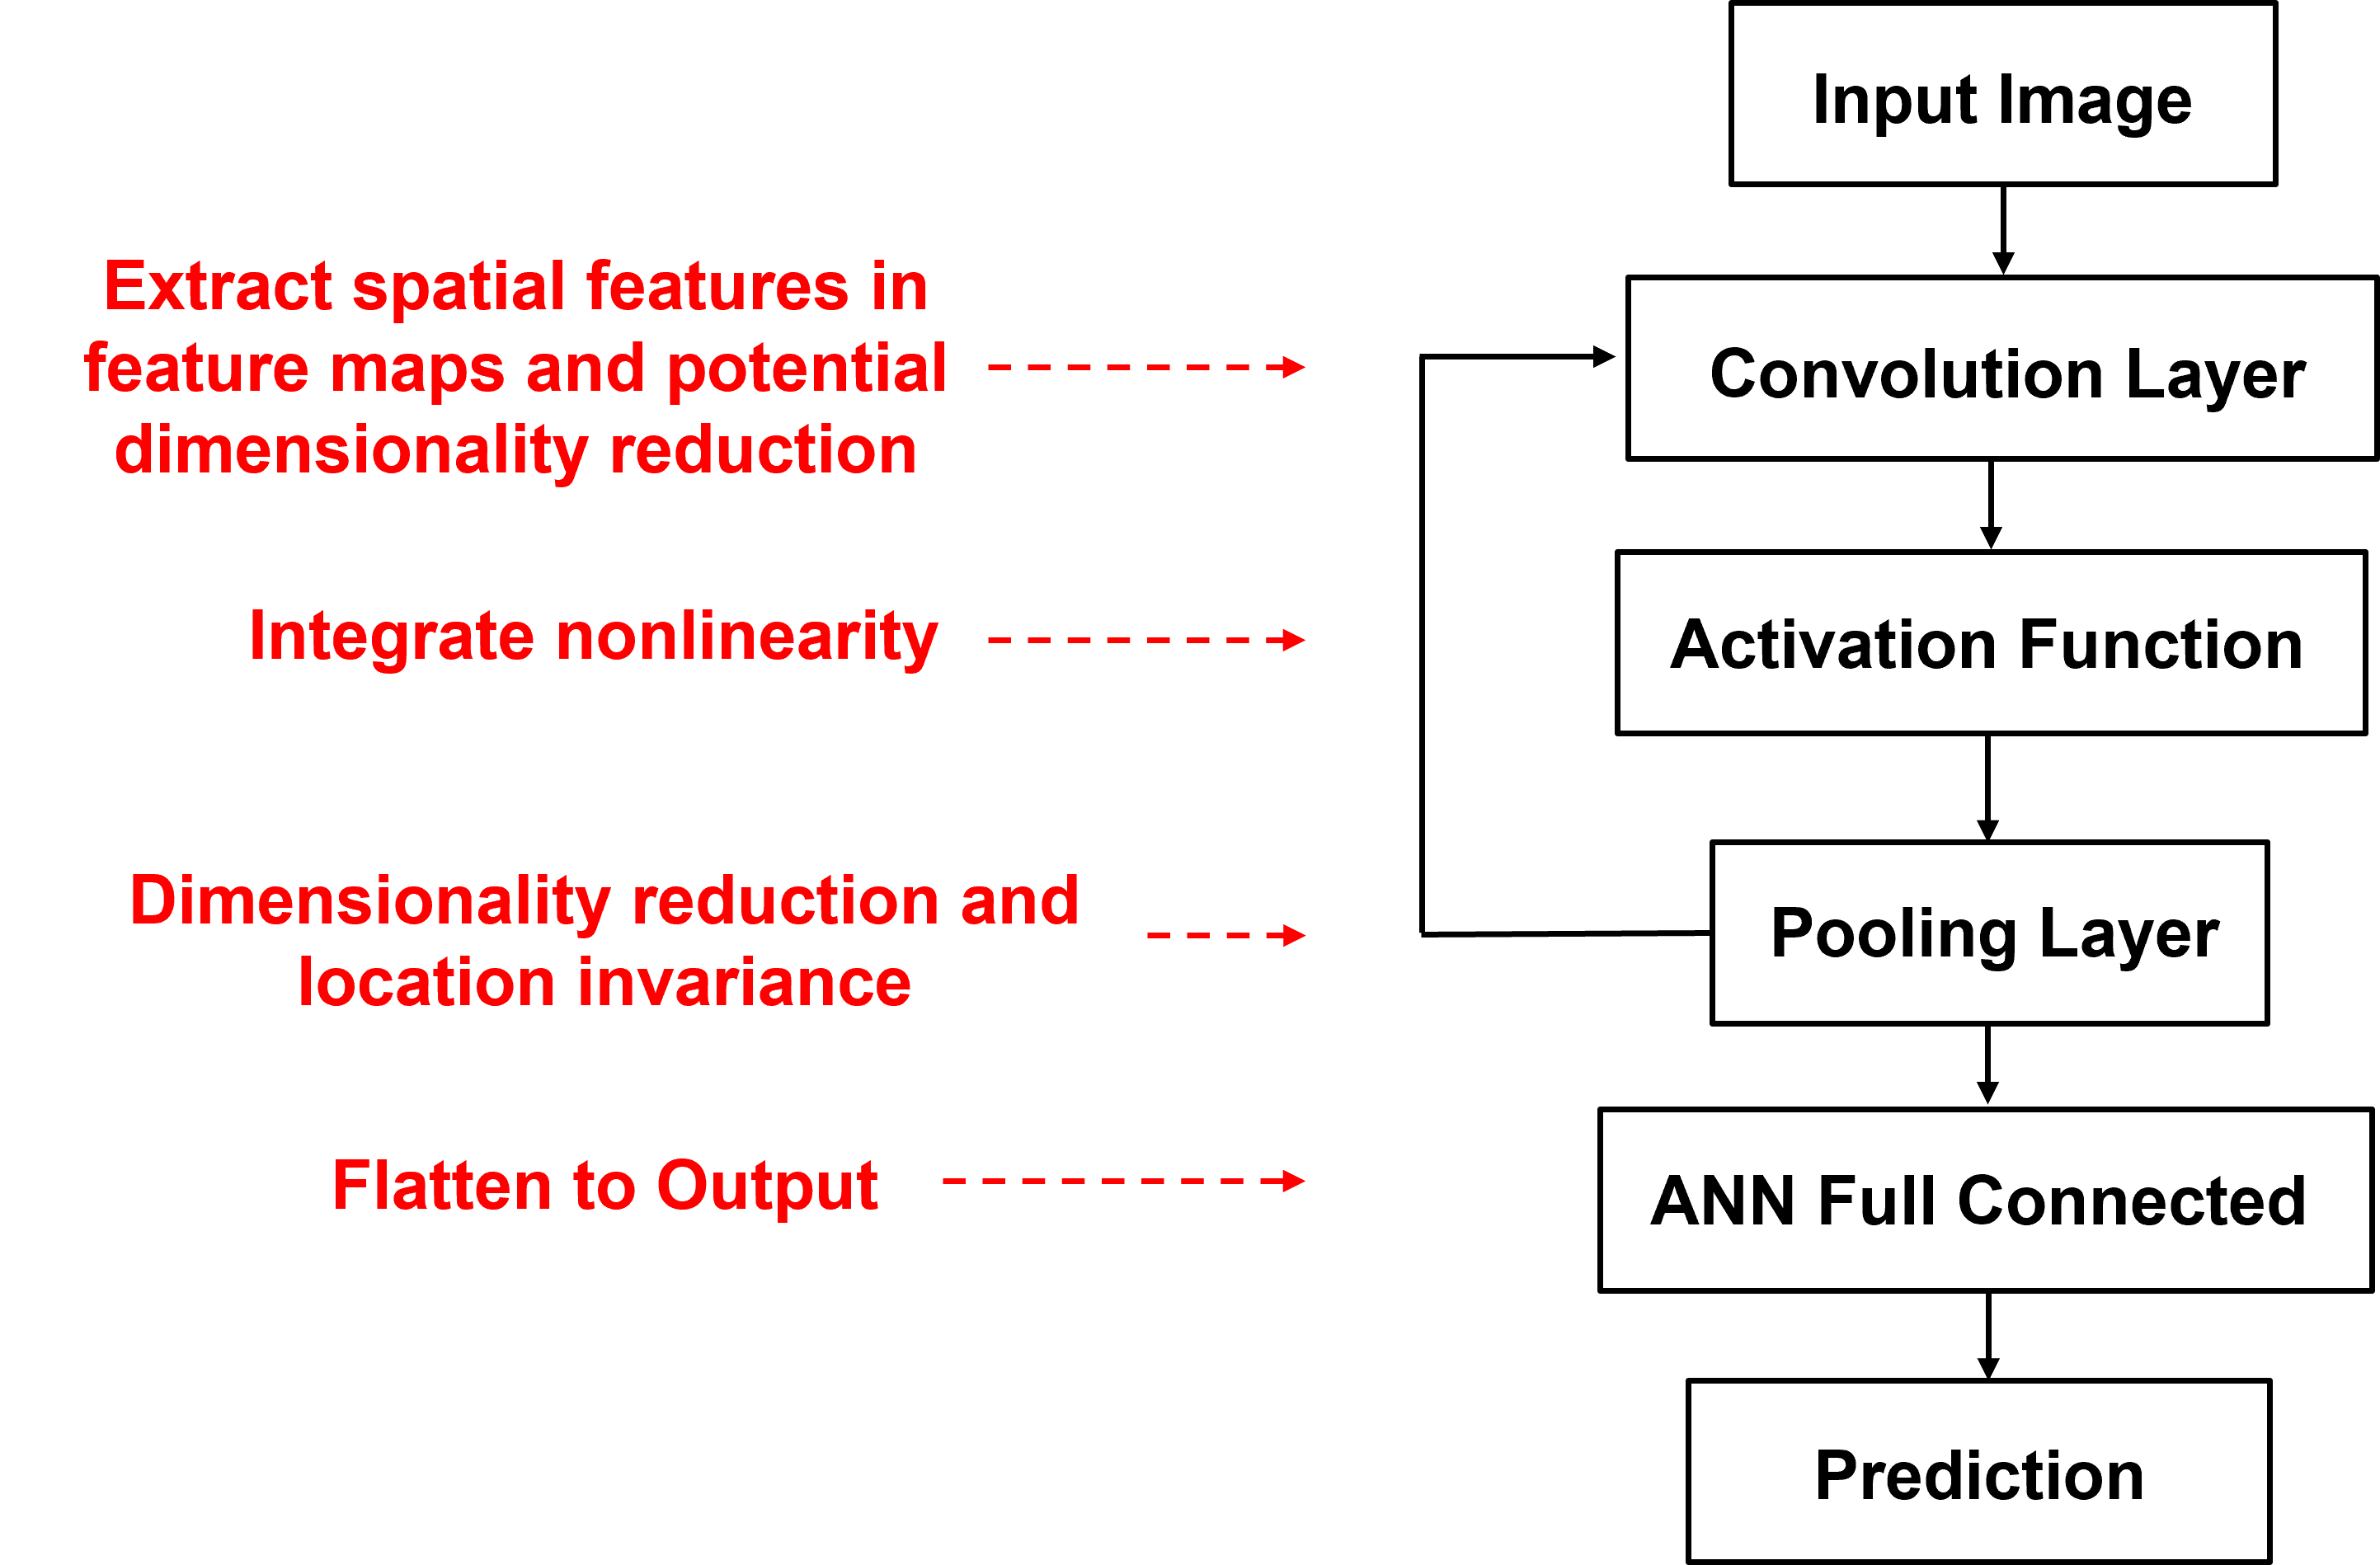 Input Image
Extract spatial features in
feature maps and potential
dimensionality reduction
Convolution Layer
Integrate nonlinearity
Activation Function
Dimensionality reduction and
location invariance
Pooling Layer
Flatten to Output
ANN Full Connected
Prediction